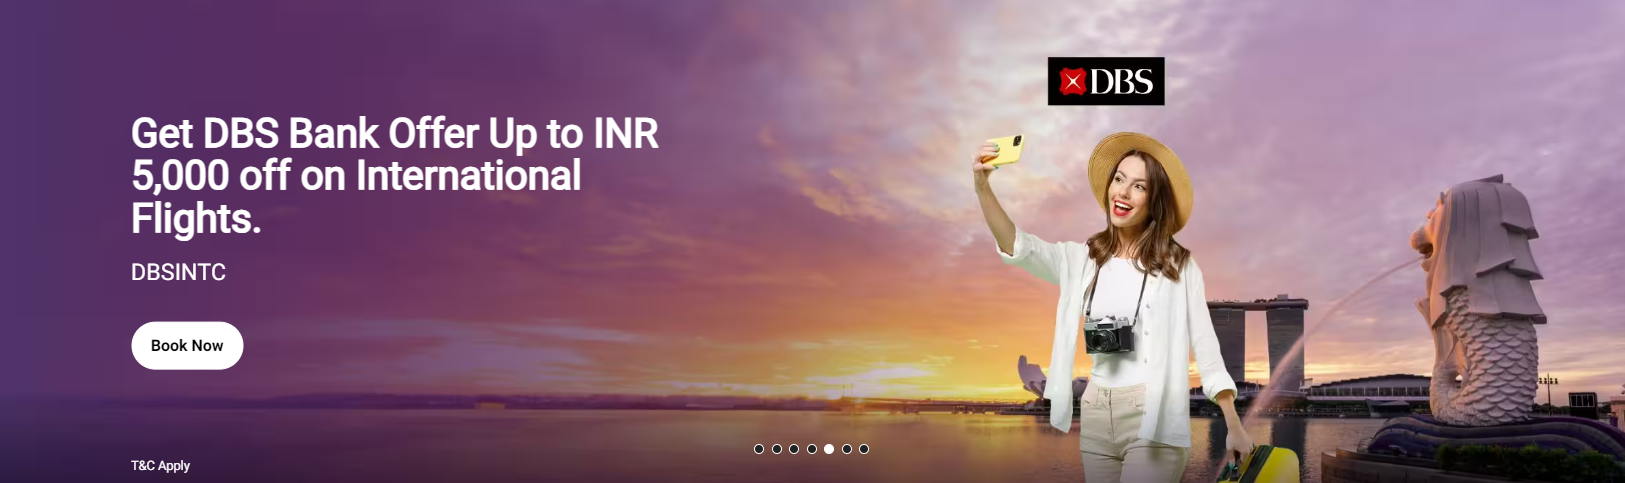 DBS
Get DBS Bank Offer Up to INR
5,000 off on International
Flights.
DBSINTC
Book Now
T&C Apply